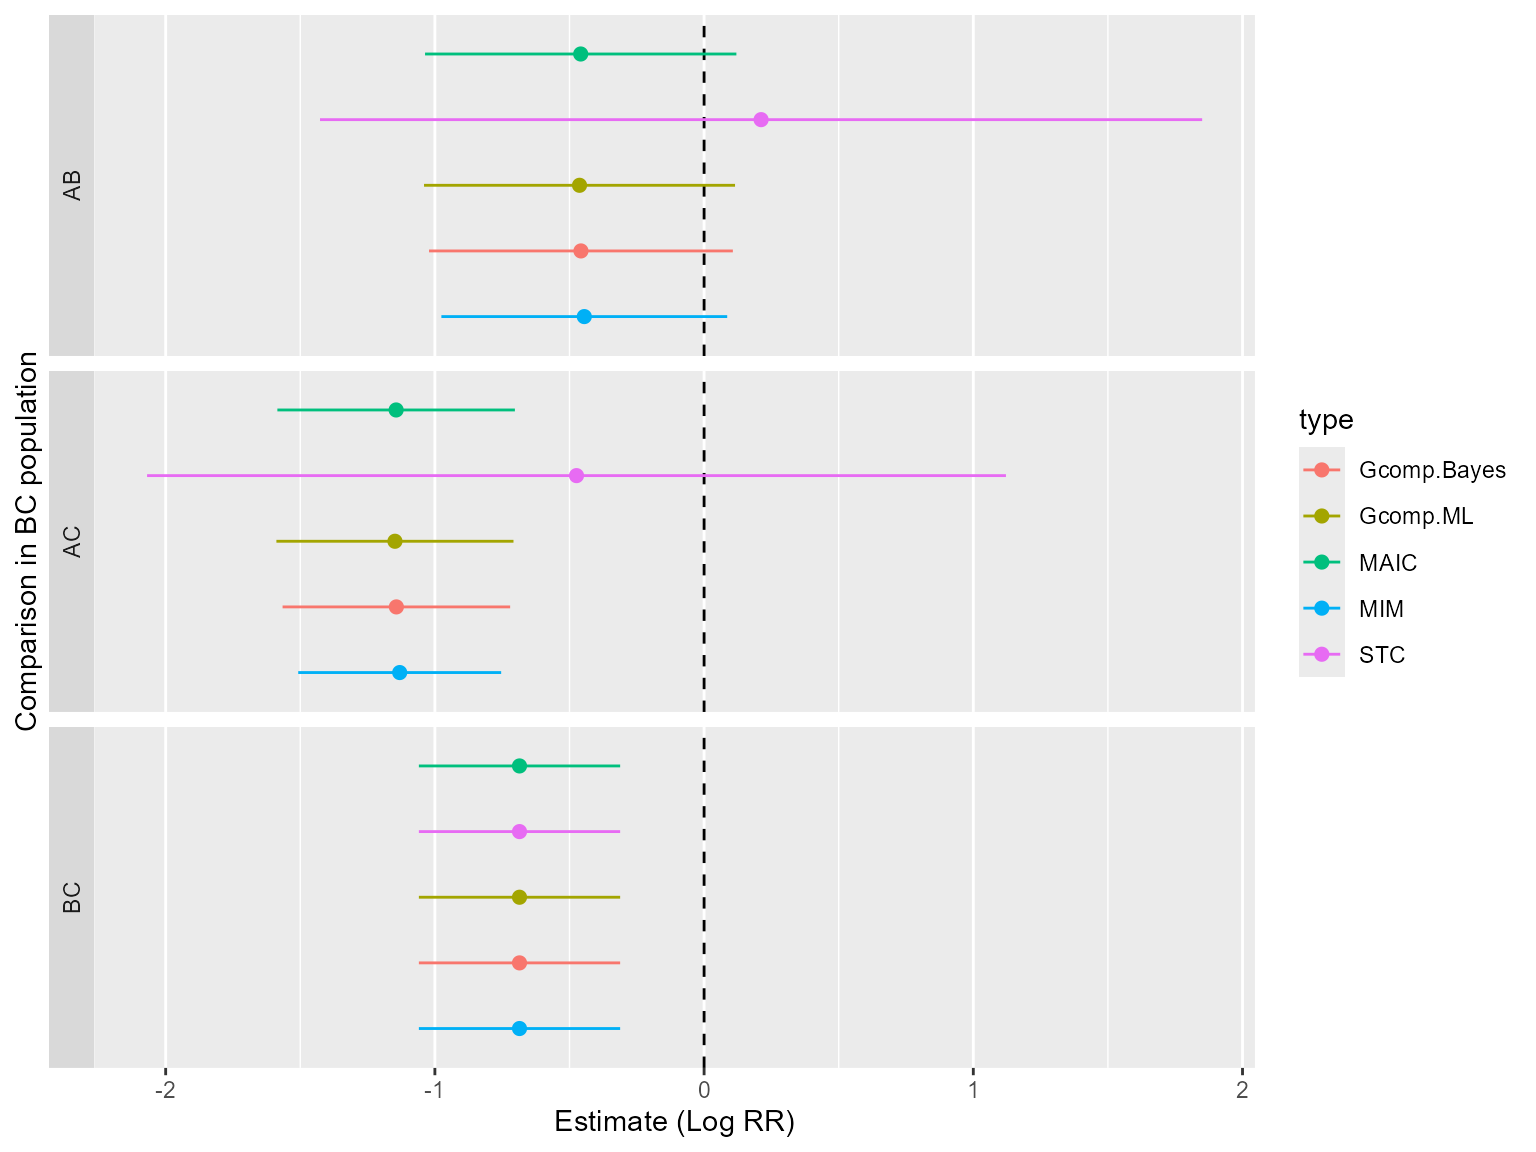 Comparison in BC population
AB
AC
BC
-2
-1
0
1
2
Estimate (Log RR)
type
Gcomp.Bayes
Gcomp.ML
MAIC
MIM
STC